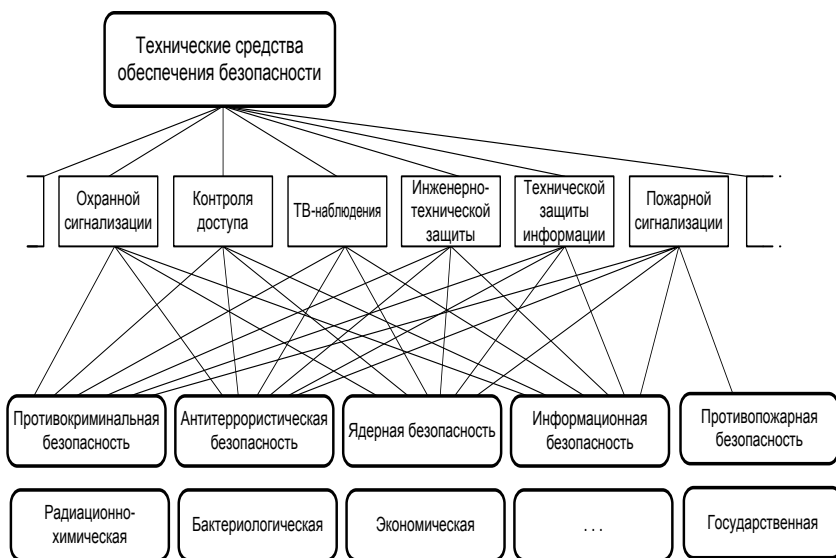 Технические средства
обеспечения безопасности
Охранной
сигнализации
Контроля
доступа
ТВ-наблюдения
Инженерно-
технической
защиты
Технической
защиты
информации
Пожарной
сигнализации
Противокриминальная
безопасность
Антитеррористическая
безопасность
Ядерная безопасность
Информационная
безопасность
Противопожарная
безопасность
Радиационно-
химическая
Бактериологическая
Экономическая
. . .
Государственная